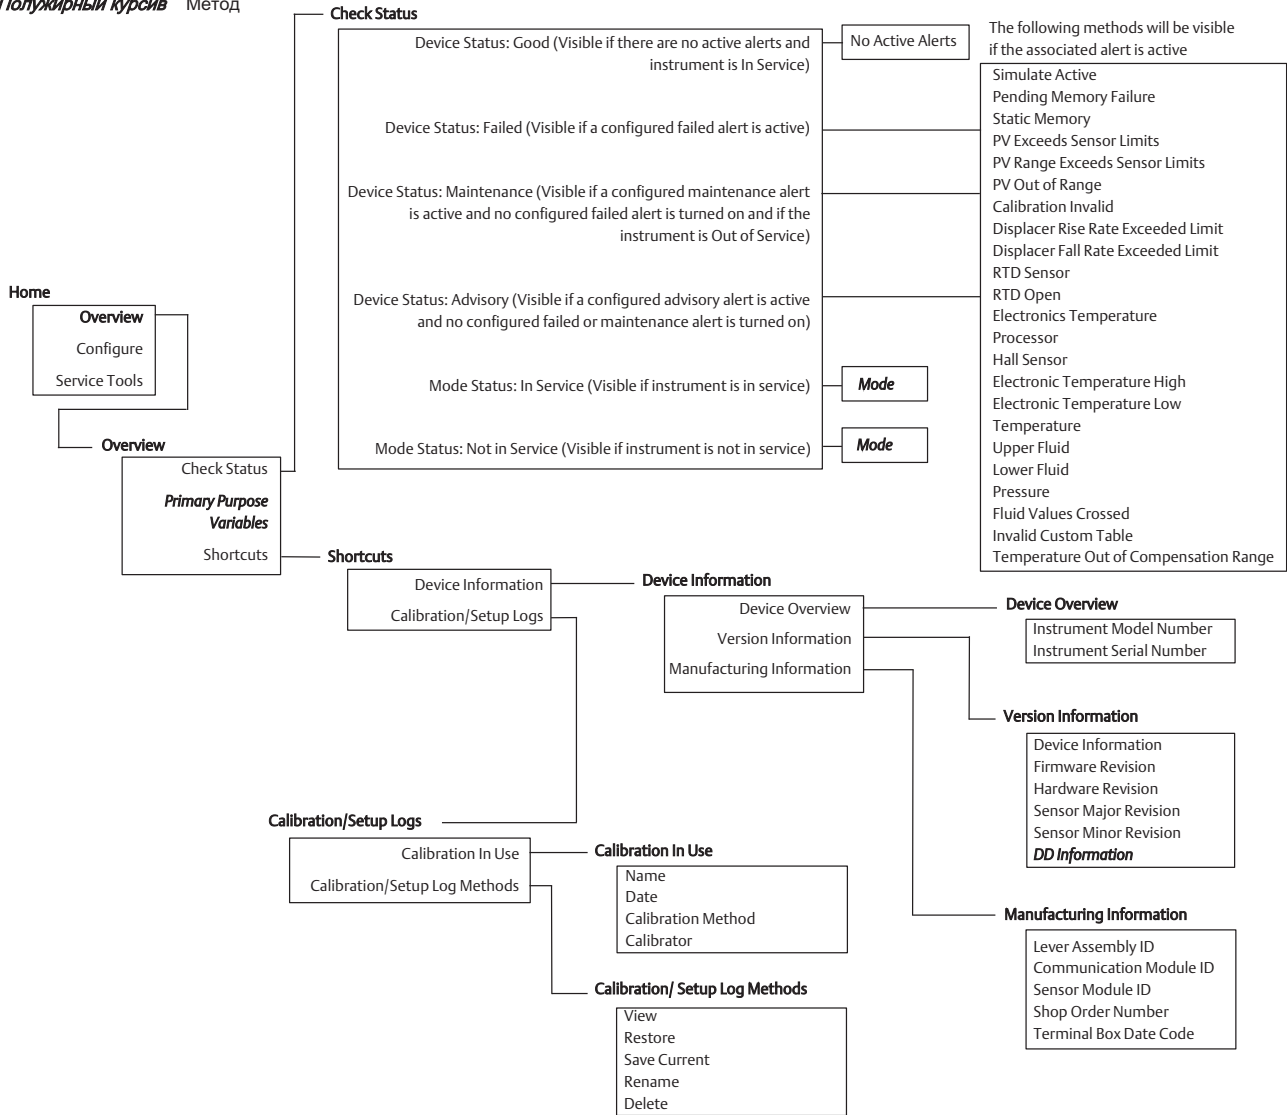 Полужирный курсив Метод
Check Status
Device Status: Good (Visible if there are no active alerts and
instrument is In Service)
No Active Alerts
Device Status: Failed (Visible if a configured failed alert is active)
Device Status: Maintenance (Visible if a configured maintenance alert
is active and no configured failed alert is turned on and if the
instrument is Out of Service)
Device Status: Advisory (Visible if a configured advisory alert is active
and no configured failed or maintenance alert is turned on)
Mode Status: In Service (Visible if instrument is in service)
Mode
Mode Status: Not in Service (Visible if instrument is not in service)
Mode
The following methods will be visible
if the associated alert is active
Simulate Active
Pending Memory Failure
Static Memory
PV Exceeds Sensor Limits
PV Range Exceeds Sensor Limits
PV Out of Range
Calibration Invalid
Displacer Rise Rate Exceeded Limit
Displacer Fall Rate Exceeded Limit
RTD Sensor
RTD Open
Electronics Temperature
Processor
Hall Sensor
Electronic Temperature High
Electronic Temperature Low
Temperature
Upper Fluid
Lower Fluid
Pressure
Fluid Values Crossed
Invalid Custom Table
Temperature Out of Compensation Range
Home
Overview
Configure
Service Tools
Overview
Check Status
Primary Purpose
Variables
Shortcuts
Shortcuts
Device Information
Calibration/Setup Logs
Device Information
Device Overview
Version Information
Manufacturing Information
Device Overview
Instrument Model Number
Instrument Serial Number
Version Information
Device Information
Firmware Revision
Hardware Revision
Sensor Major Revision
Sensor Minor Revision
DD Information
Manufacturing Information
Lever Assembly ID
Communication Module ID
Sensor Module ID
Shop Order Number
Terminal Box Date Code
Calibration/Setup Logs
Calibration In Use
Calibration/Setup Log Methods
Calibration In Use
Name
Date
Calibration Method
Calibrator
Calibration/ Setup Log Methods
View
Restore
Save Current
Rename
Delete